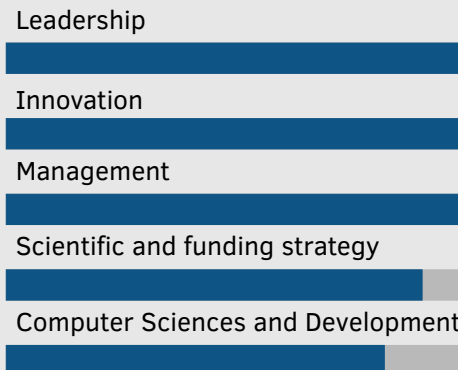 Leadership
Innovation
Management
Scientific and funding strategy
Computer Sciences and Development